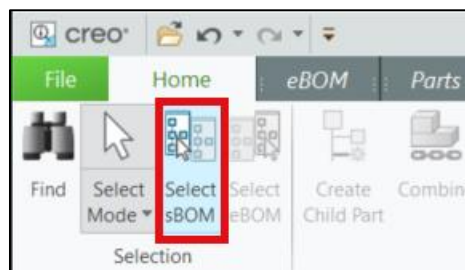 creo
File Home eBOM Parts
Find Select Select Select Create Combin
Mode sBOM eBOM Child Part
Selection